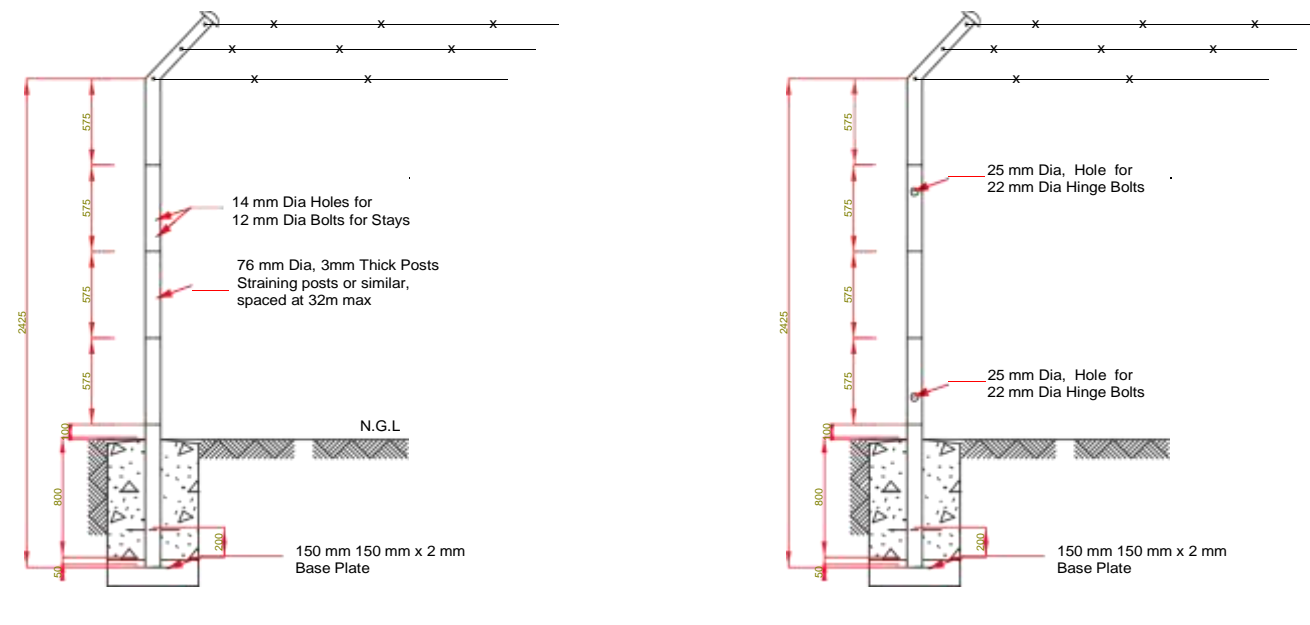 x x x
x x x
x x
575
14 mm Dia Holes for
12 mm Dia Bolts for Stays
575
76 mm Dia, 3mm Thick Posts
Straining posts or similar,
spaced at 32m max
575
2425
575
N.G.L
100
800
200
150 mm 150 mm x 2 mm
Base Plate
50
x x x
x x x
x x
575
25 mm Dia, Hole for
22 mm Dia Hinge Bolts
575
575
2425
25 mm Dia, Hole for
22 mm Dia Hinge Bolts
575
100
800
200
150 mm 150 mm x 2 mm
Base Plate
50